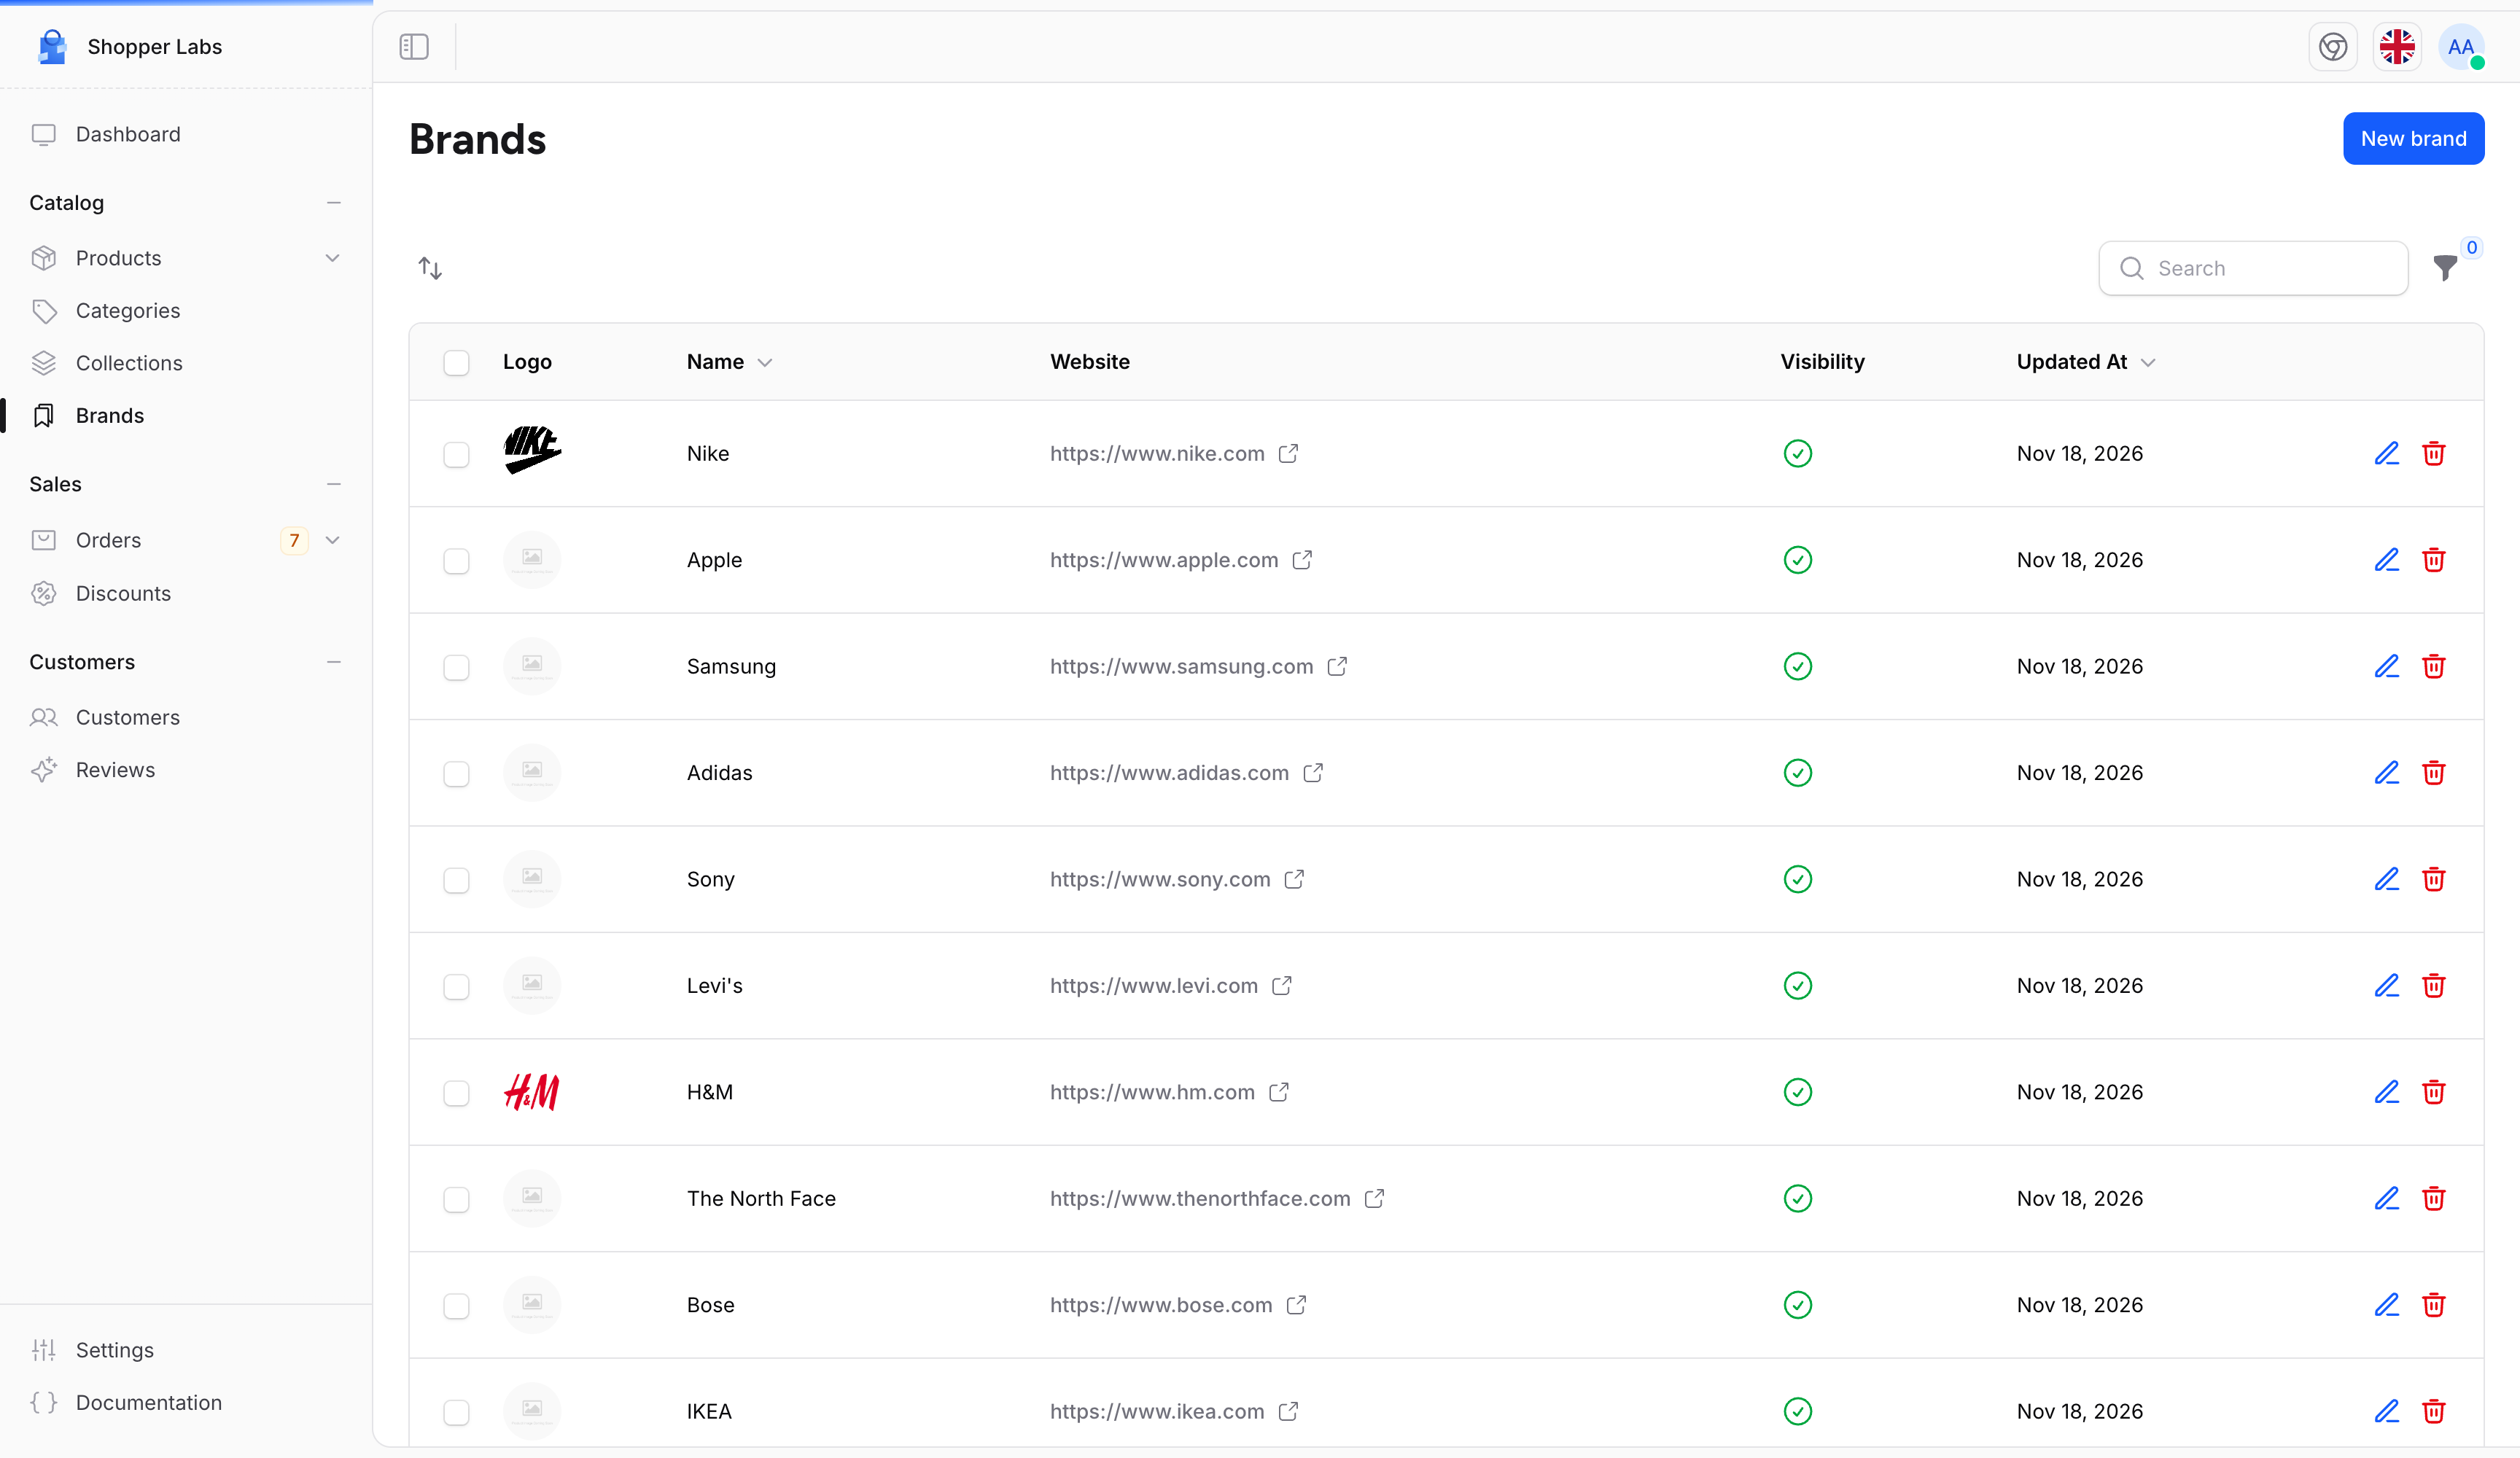 Shopper Labs
AA
Dashboard
Catalog
Products
Categories
Collections
Brands
Sales
Orders 7
Discounts
Customers
Customers
Reviews
Settings
Documentation
Brands
New brand
Search
0
Logo Name Website Visibility Updated At
NIKE Nike https://www.nike.com Nov 18, 2026
Apple https://www.apple.com Nov 18, 2026
Samsung https://www.samsung.com Nov 18, 2026
Adidas https://www.adidas.com Nov 18, 2026
Sony https://www.sony.com Nov 18, 2026
Levi's https://www.levi.com Nov 18, 2026
H&M H&M https://www.hm.com Nov 18, 2026
The North Face https://www.thenorthface.com Nov 18, 2026
Bose https://www.bose.com Nov 18, 2026
IKEA https://www.ikea.com Nov 18, 2026